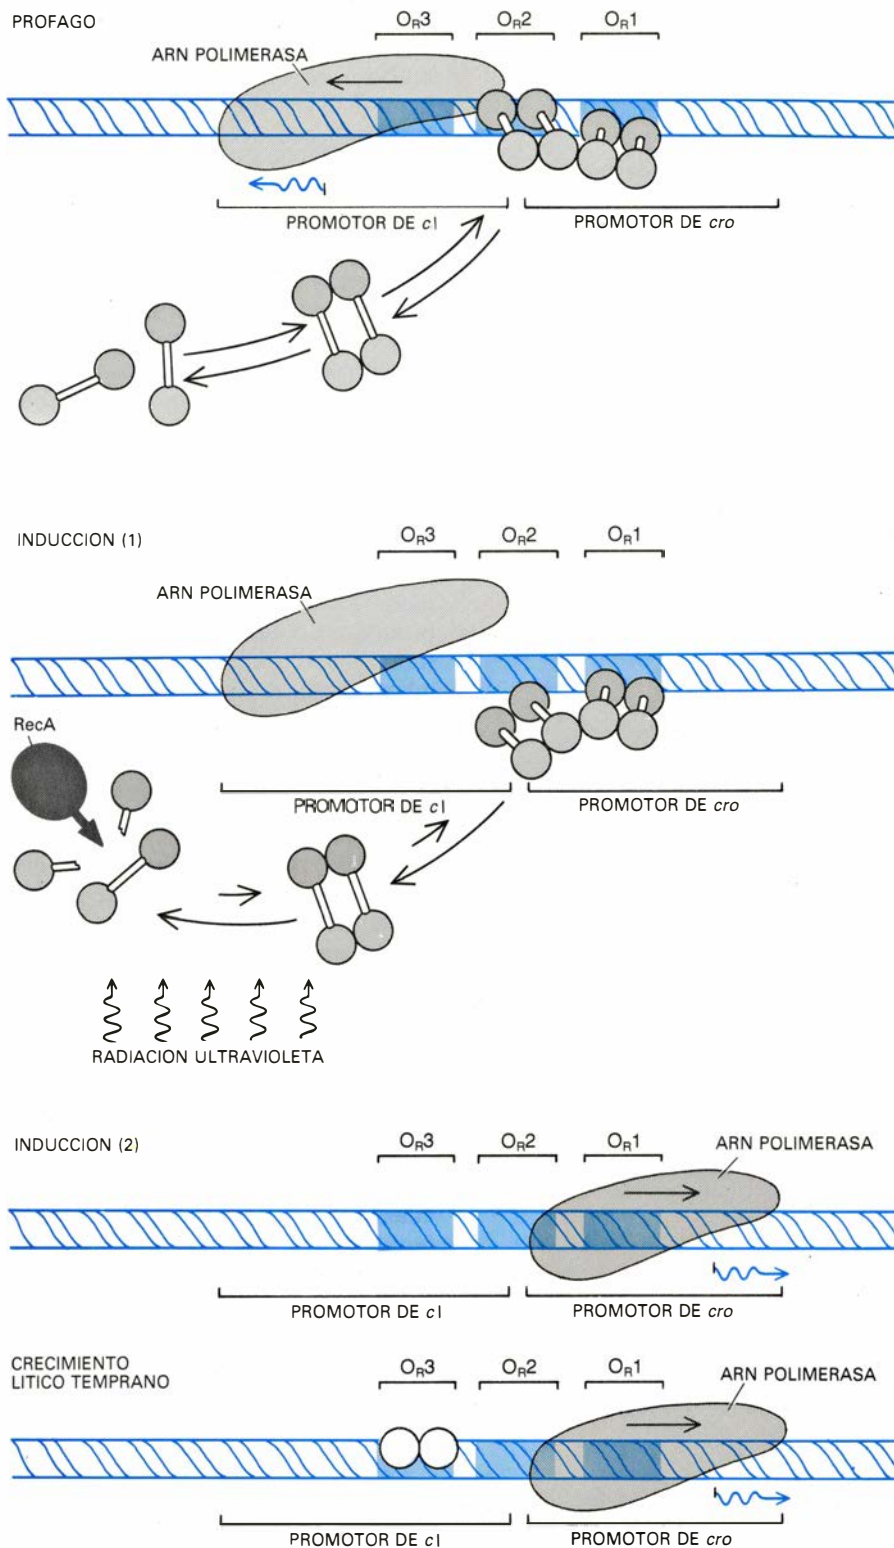 PROFAGO
OR3 OR2 OR1
ARN POLIMERASA
PROMOTOR DE cI PROMOTOR DE cro
INDUCCION (1)
OR3 OR2 OR1
ARN POLIMERASA
RecA
PROMOTOR DE cI PROMOTOR DE cro
RADIACION ULTRAVIOLETA
INDUCCION (2)
OR3 OR2 OR1 ARN POLIMERASA
PROMOTOR DE cI PROMOTOR DE cro
CRECIMIENTO
LITICO TEMPRANO
OR3 OR2 OR1 ARN POLIMERASA
PROMOTOR DE cI PROMOTOR DE cro